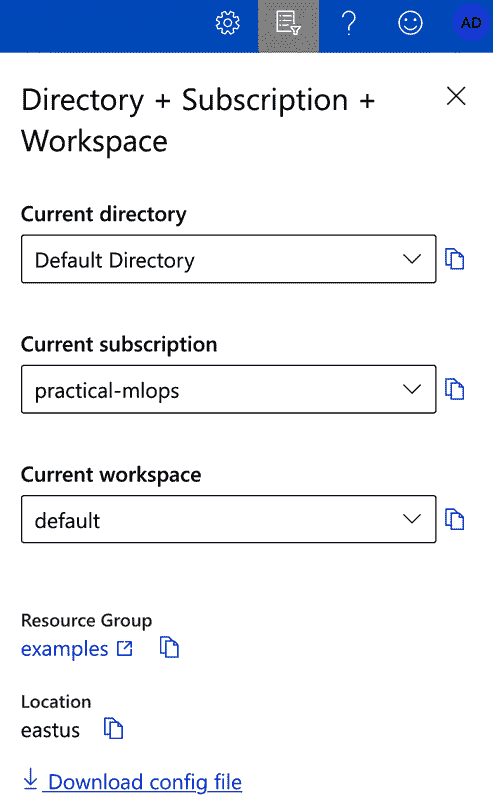 AD
Directory + Subscription +
Workspace
Current directory
Default Directory
Current subscription
practical-mlops
Current workspace
default
Resource Group
examples
Location
eastus
Download config file